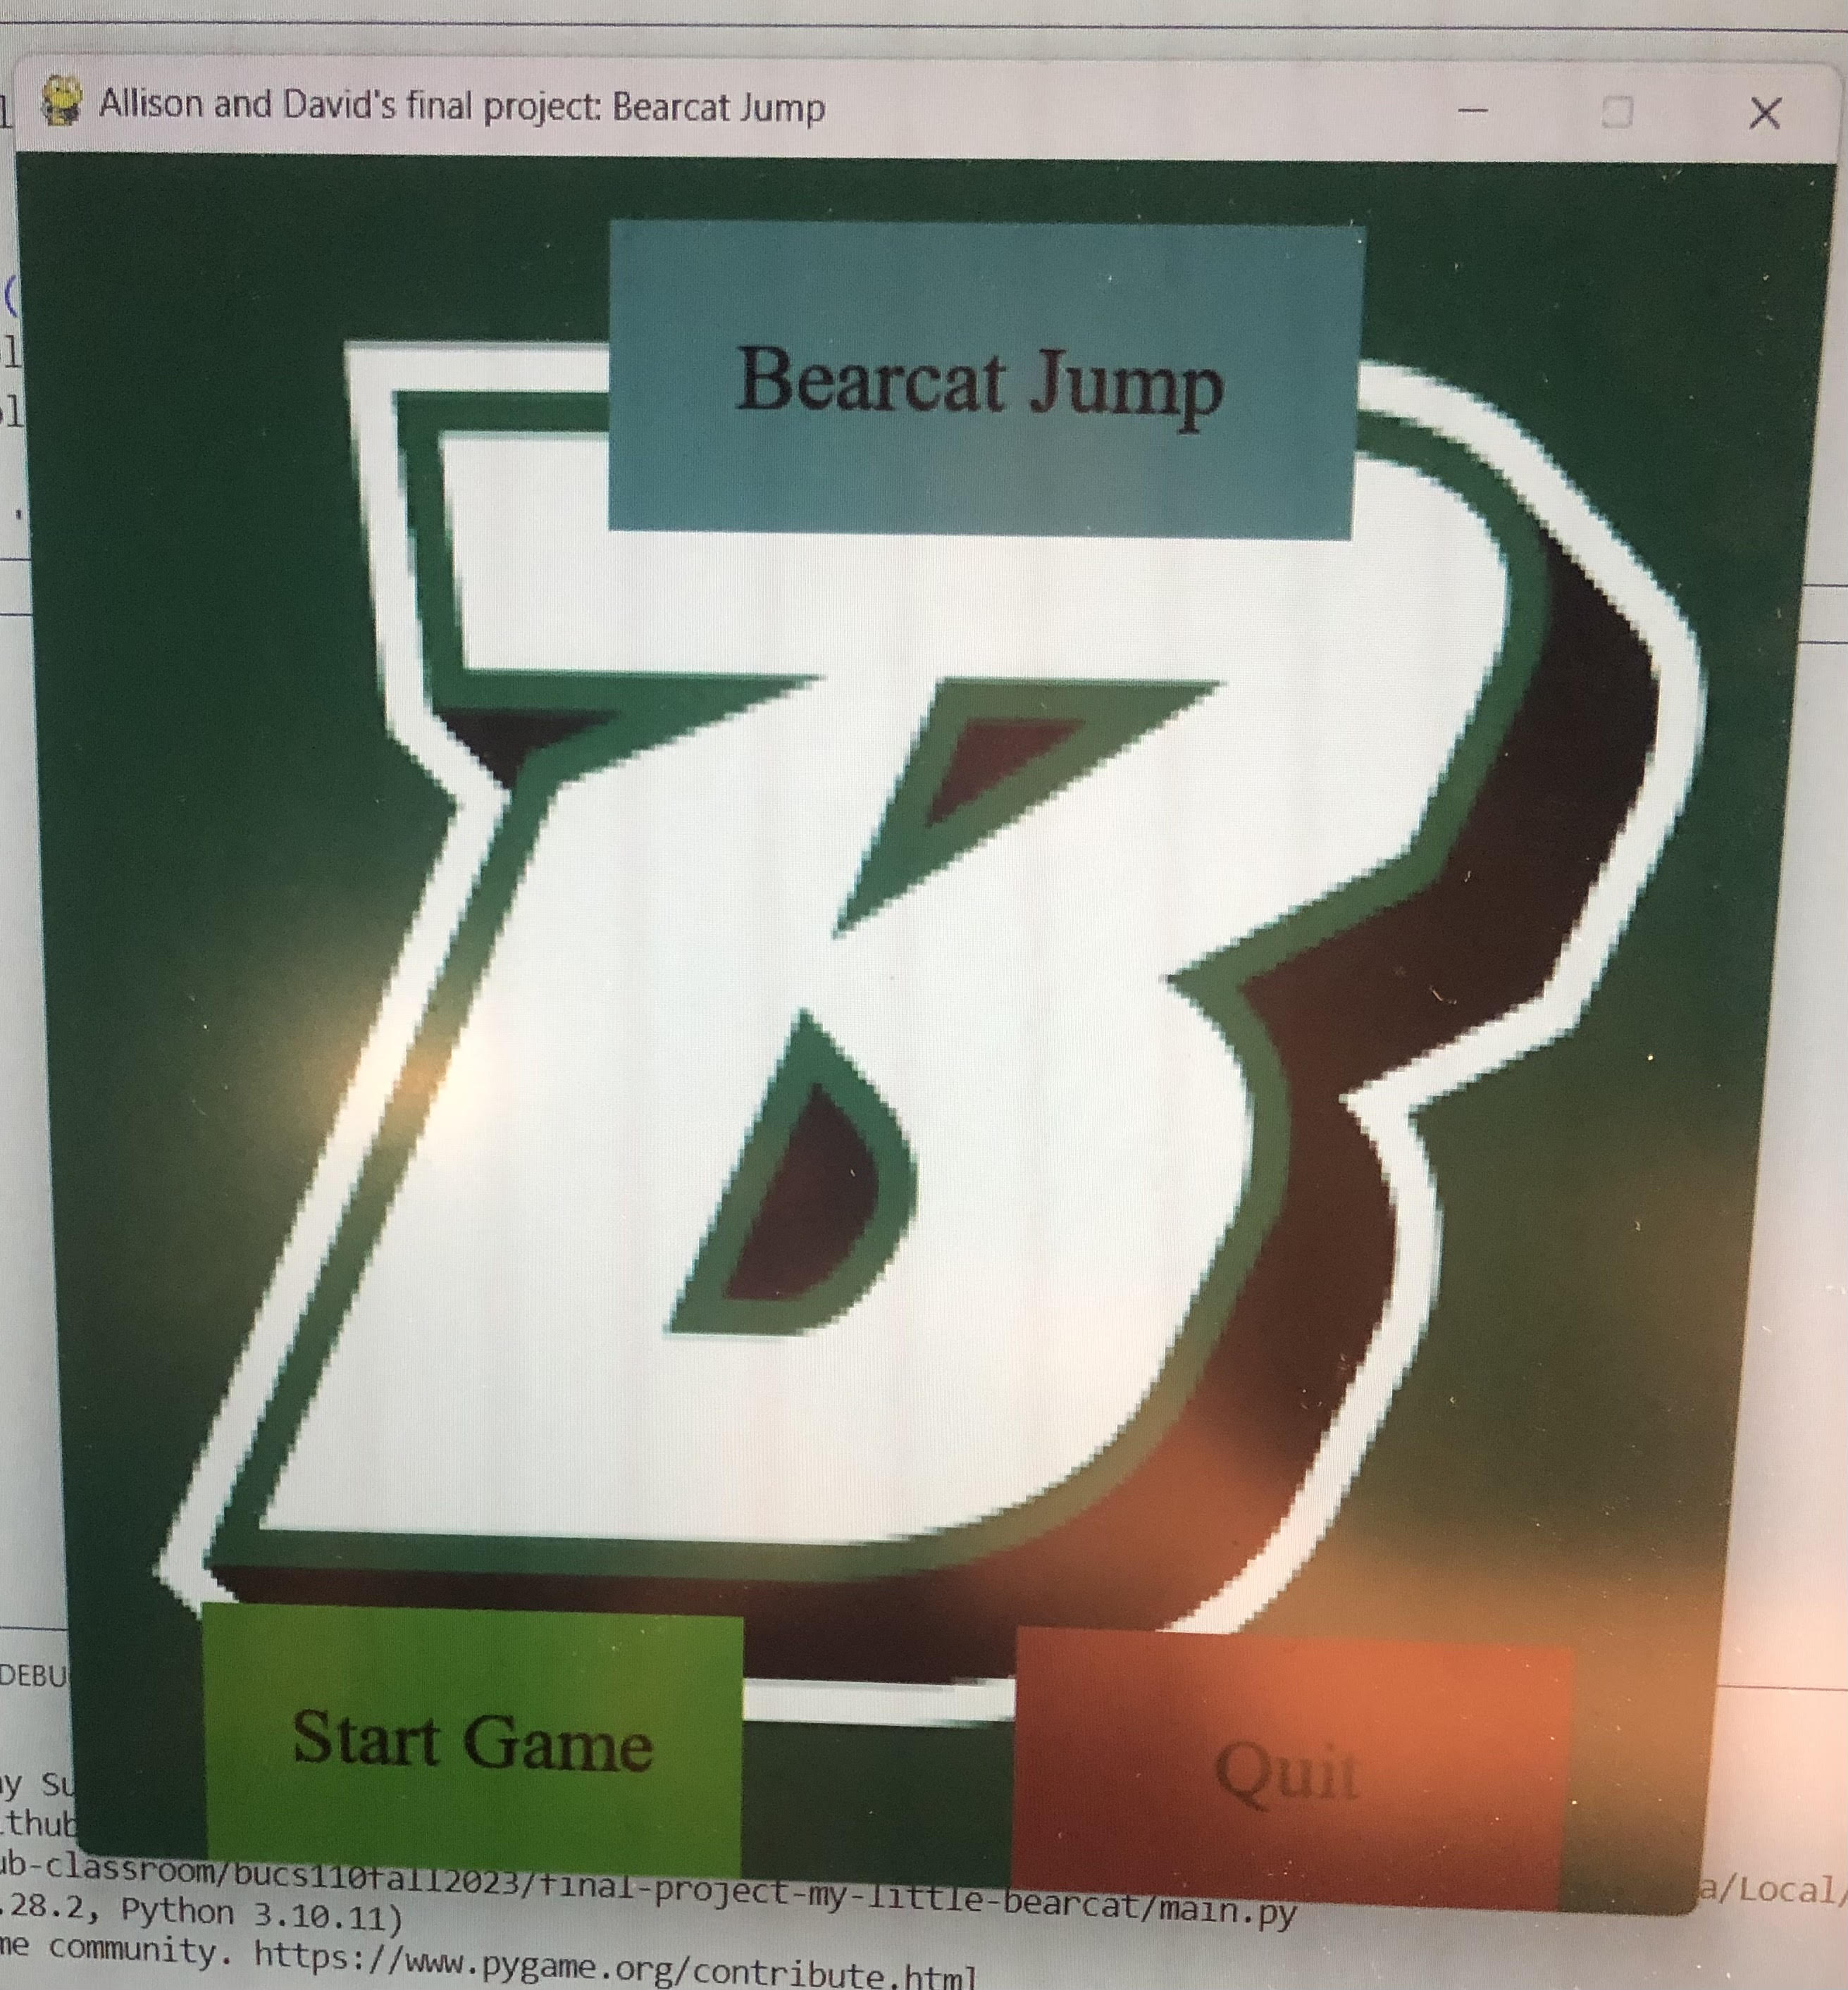 Allison and David's final project: Bearcat Jump
Bearcat Jump
B
Start Game
Quit
DEBU
thub
ub-classroom/bucs110fall2023/final-project-my-little-bearcat/main.py
a/Local/
.28.2, Python 3.10.11)
me community. https://www.pygame.org/contribute.html